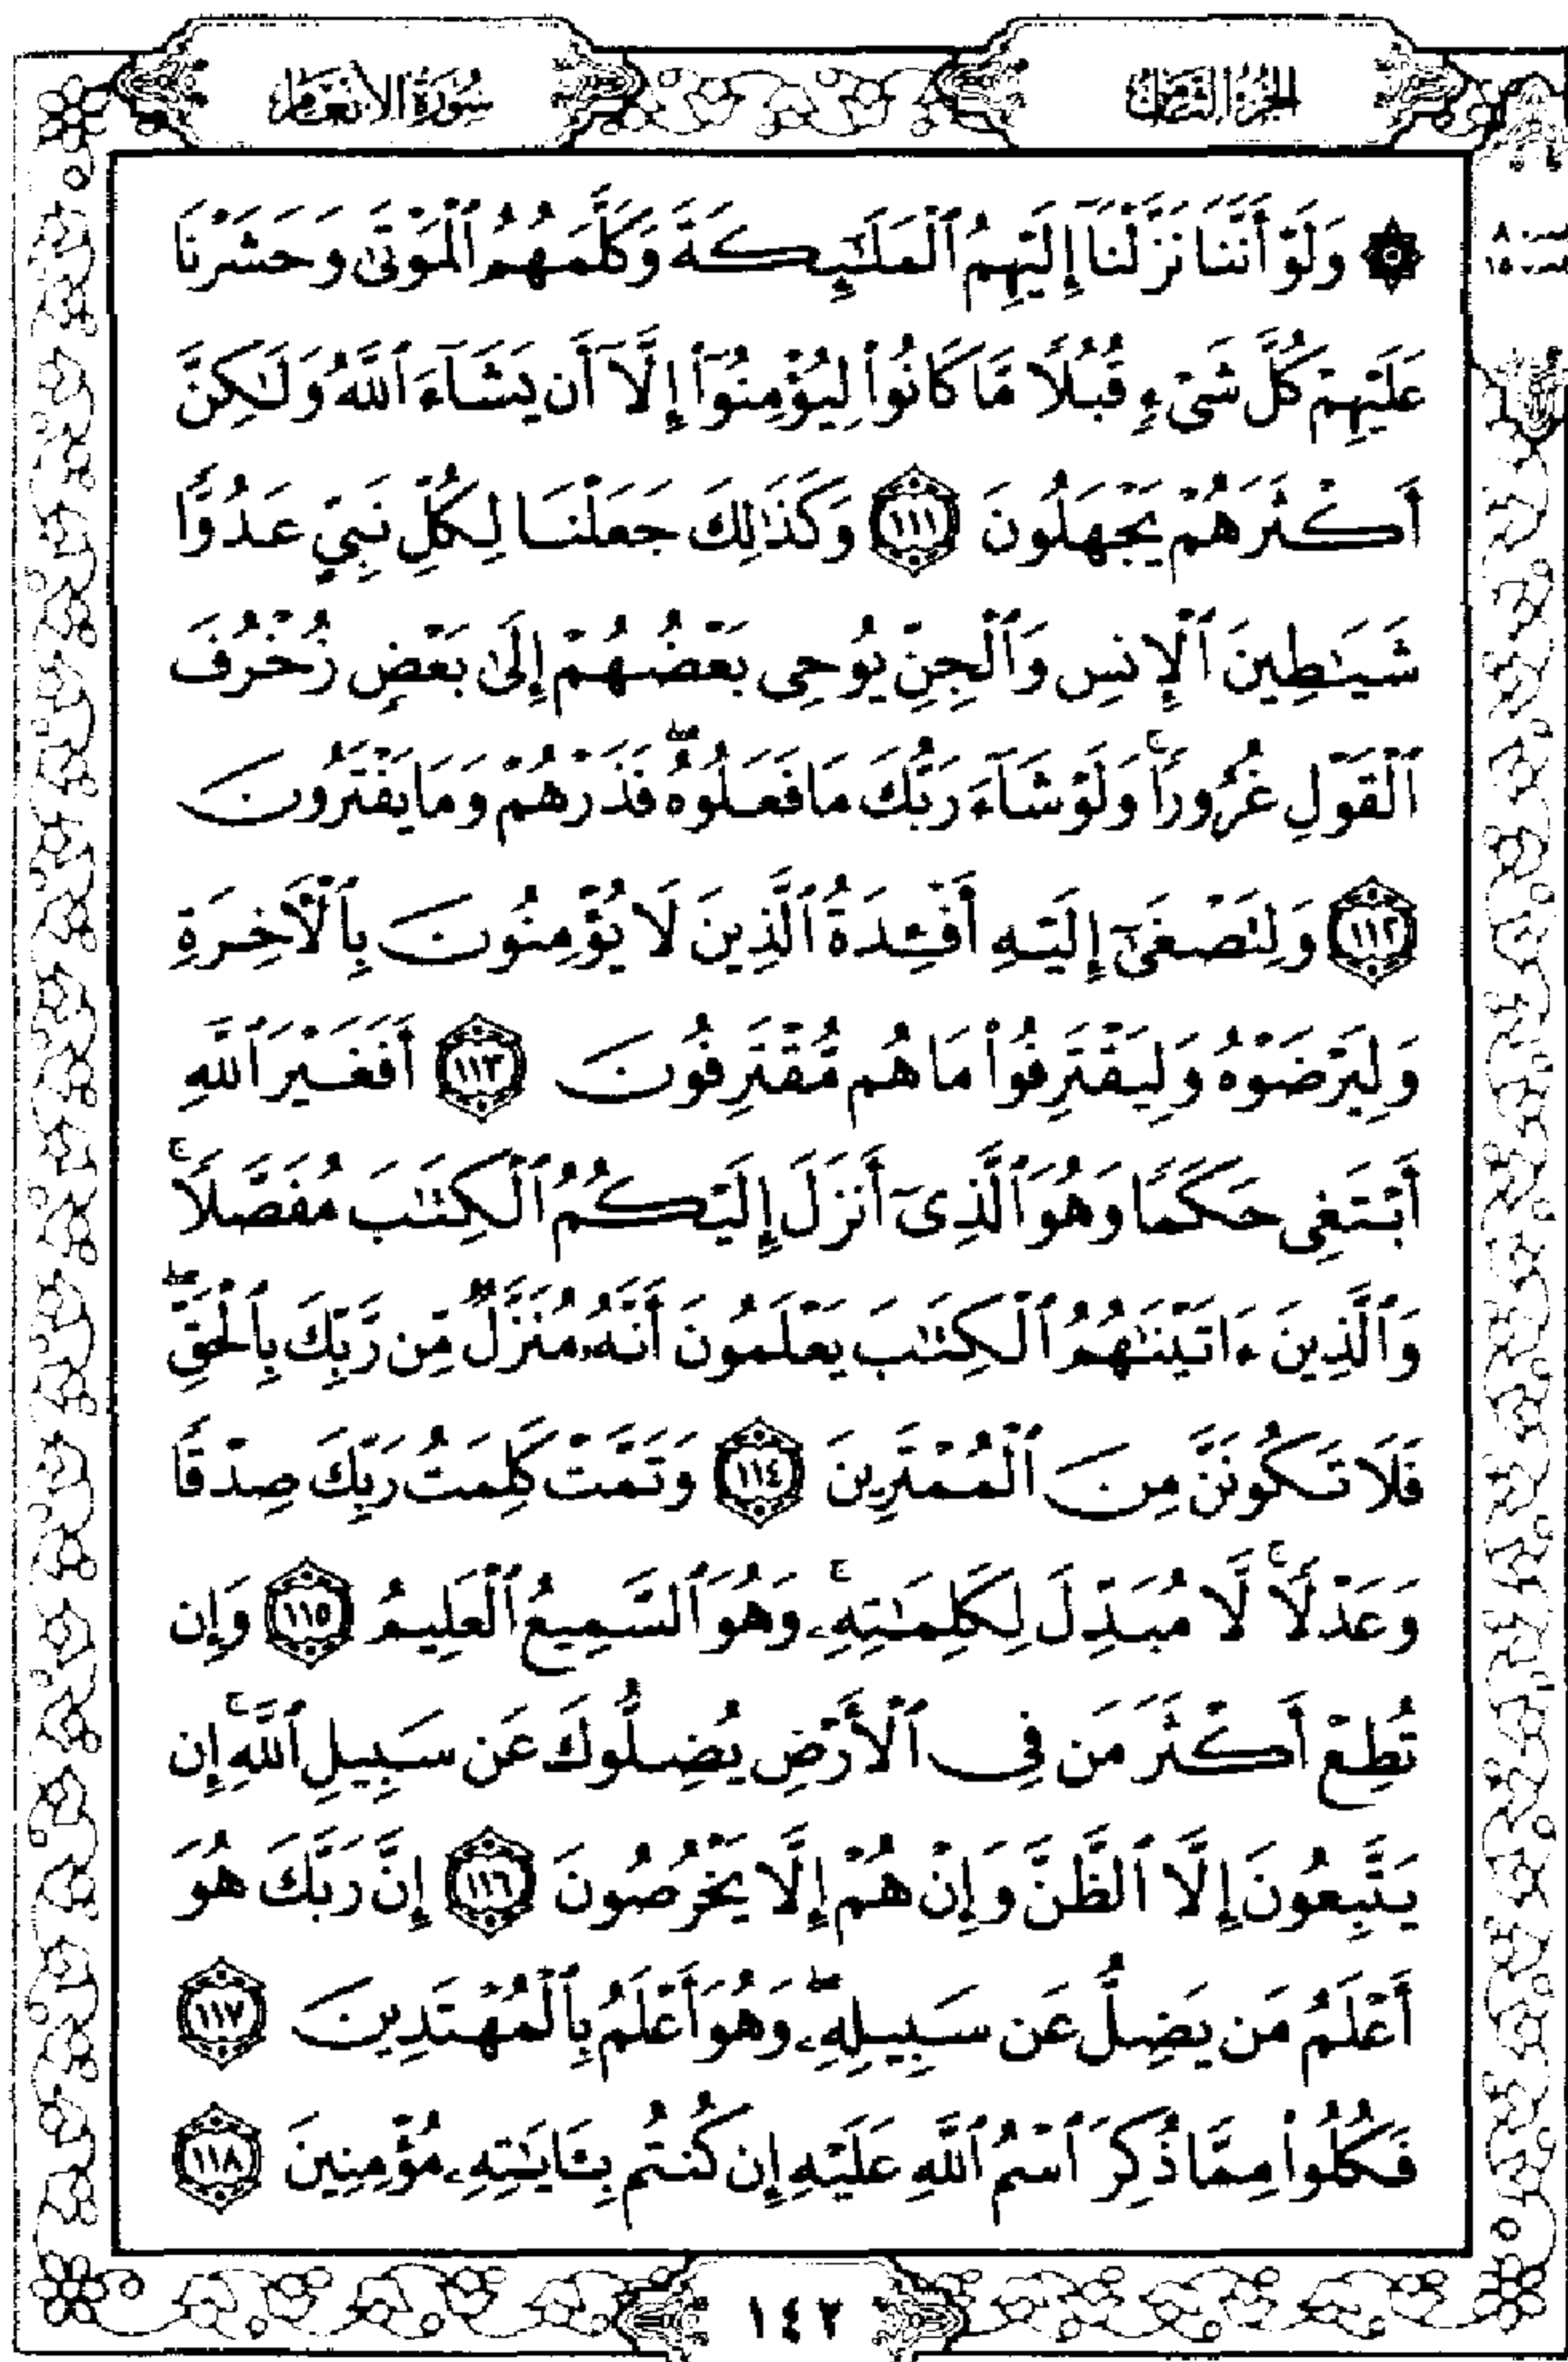 الجزء الثامن
سورة الأنعام
۞ وَلَوْ أَنَّنَا نَزَّلْنَآ إِلَيْهِمُ ٱلْمَلَـٰٓئِكَةَ وَكَلَّمَهُمُ ٱلْمَوْتَىٰ وَحَشَرْنَا
عَلَيْهِمْ كُلَّ شَىْءٍ قُبُلًا مَّا كَانُوا۟ لِيُؤْمِنُوٓا۟ إِلَّآ أَن يَشَآءَ ٱللَّهُ وَلَـٰكِنَّ
أَكْثَرَهُمْ يَجْهَلُونَ ١١١ وَكَذَٰلِكَ جَعَلْنَا لِكُلِّ نَبِىٍّ عَدُوًّا
شَيَـٰطِينَ ٱلْإِنسِ وَٱلْجِنِّ يُوحِى بَعْضُهُمْ إِلَىٰ بَعْضٍ زُخْرُفَ
ٱلْقَوْلِ غُرُورًا ۚ وَلَوْ شَآءَ رَبُّكَ مَا فَعَلُوهُ ۖ فَذَرْهُمْ وَمَا يَفْتَرُونَ
١١٢ وَلِتَصْغَىٰٓ إِلَيْهِ أَفْـِٔدَةُ ٱلَّذِينَ لَا يُؤْمِنُونَ بِٱلْـَٔاخِرَةِ
وَلِيَرْضَوْهُ وَلِيَقْتَرِفُوا۟ مَا هُم مُّقْتَرِفُونَ ١١٣ أَفَغَيْرَ ٱللَّهِ
أَبْتَغِى حَكَمًا وَهُوَ ٱلَّذِىٓ أَنزَلَ إِلَيْكُمُ ٱلْكِتَـٰبَ مُفَصَّلًا ۚ
وَٱلَّذِينَ ءَاتَيْنَـٰهُمُ ٱلْكِتَـٰبَ يَعْلَمُونَ أَنَّهُۥ مُنَزَّلٌ مِّن رَّبِّكَ بِٱلْحَقِّ ۖ
فَلَا تَكُونَنَّ مِنَ ٱلْمُمْتَرِينَ ١١٤ وَتَمَّتْ كَلِمَتُ رَبِّكَ صِدْقًا
وَعَدْلًا ۚ لَّا مُبَدِّلَ لِكَلِمَـٰتِهِۦ ۚ وَهُوَ ٱلسَّمِيعُ ٱلْعَلِيمُ ١١٥ وَإِن
تُطِعْ أَكْثَرَ مَن فِى ٱلْأَرْضِ يُضِلُّوكَ عَن سَبِيلِ ٱللَّهِ ۚ إِن
يَتَّبِعُونَ إِلَّا ٱلظَّنَّ وَإِنْ هُمْ إِلَّا يَخْرُصُونَ ١١٦ إِنَّ رَبَّكَ هُوَ
أَعْلَمُ مَن يَضِلُّ عَن سَبِيلِهِۦ ۖ وَهُوَ أَعْلَمُ بِٱلْمُهْتَدِينَ ١١٧
فَكُلُوا۟ مِمَّا ذُكِرَ ٱسْمُ ٱللَّهِ عَلَيْهِ إِن كُنتُم بِـَٔايَـٰتِهِۦ مُؤْمِنِينَ ١١٨
١٤٢